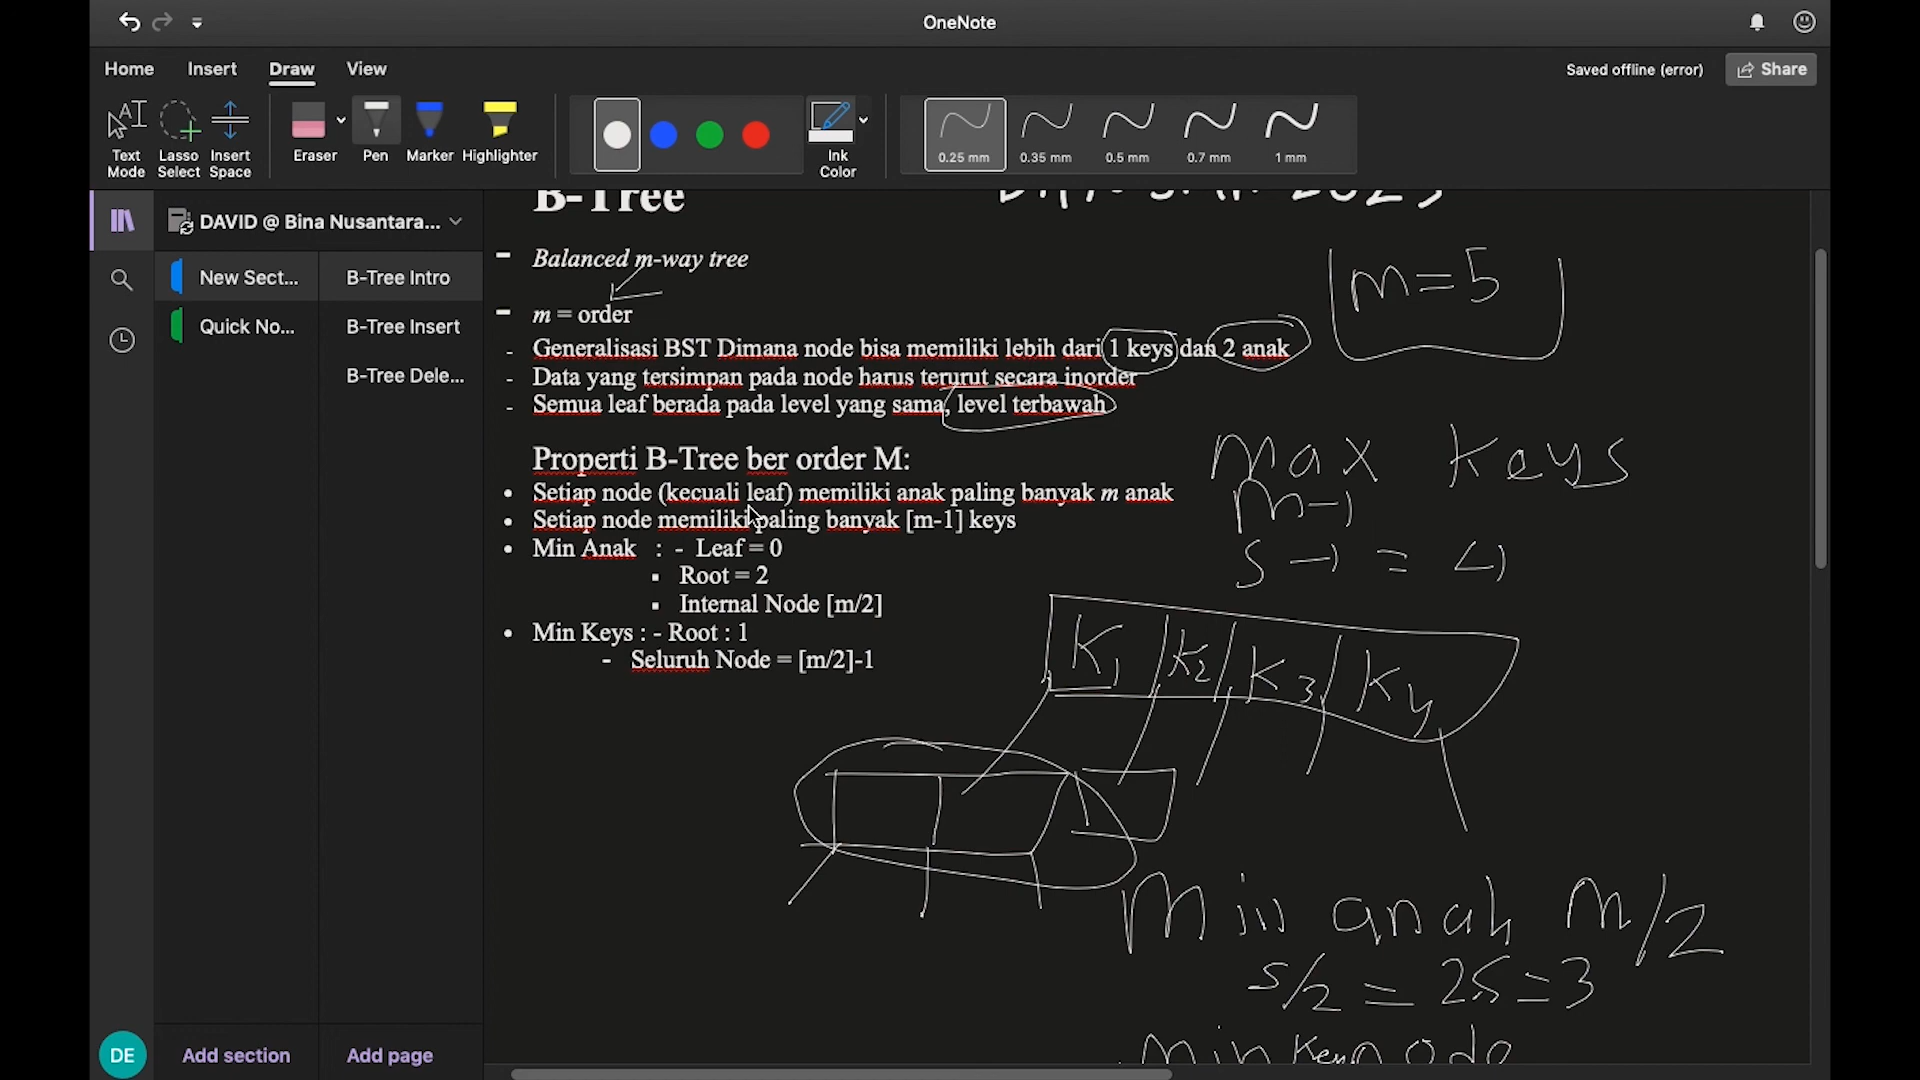 OneNote
Home Insert Draw View
Saved offline (error) Share
Text Mode
Lasso Select
Insert Space
Eraser
Pen
Marker
Highlighter
Ink Color
0.25 mm
0.35 mm
0.5 mm
0.7 mm
1 mm
DAVID @ Bina Nusantara...
New Sect...
Quick No...
B-Tree Intro
B-Tree Insert
B-Tree Dele...
B-Tree
- Balanced m-way tree
- m = order
- Generalisasi BST Dimana node bisa memiliki lebih dari 1 keys dan 2 anak
- Data yang tersimpan pada node harus terurut secara inorder
- Semua leaf berada pada level yang sama, level terbawah
Properti B-Tree ber order M:
• Setiap node (kecuali leaf) memiliki anak paling banyak m anak
• Setiap node memiliki paling banyak [m-1] keys
• Min Anak : - Leaf = 0
▪ Root = 2
▪ Internal Node [m/2]
• Min Keys : - Root : 1
- Seluruh Node = [m/2]-1
m=5
max keys
m-1
5-1 = 4
K1 K2 K3 K4
Min anak M/2
5/2 = 25 = 3
min key node
DE
Add section
Add page